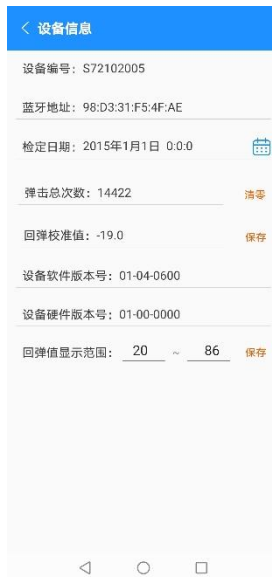 设备信息
设备编号：S72102005
蓝牙地址：98:D3:31:F5:4F:AE
检定日期：2015年1月1日 0:0:0
弹击总次数：14422 清零
回弹校准值：-19.0 保存
设备软件版本号：01-04-0600
设备硬件版本号：01-00-0000
回弹值显示范围： 20 ~ 86 保存